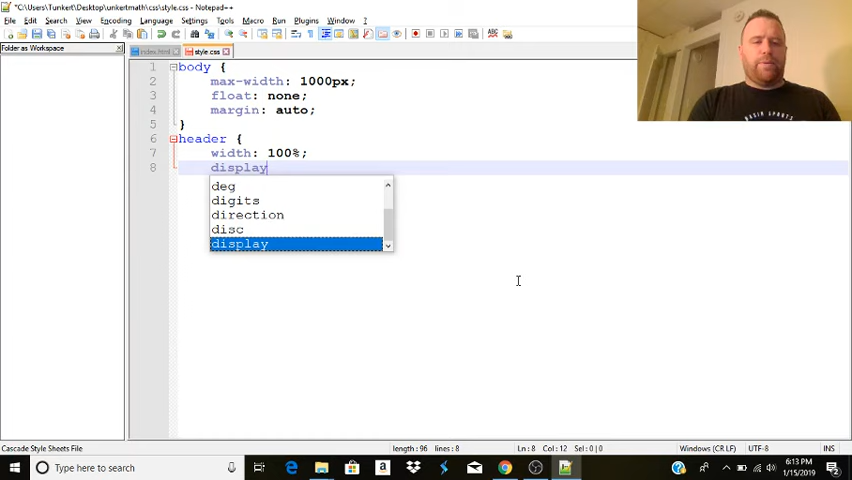 *C:\Users\Tunkert\Desktop\unkertmath\css\style.css - Notepad++
File Edit Search View Encoding Language Settings Tools Macro Run Plugins Window ?
Folder as Workspace
index.html style.css
1 body {
2 max-width: 1000px;
3 float: none;
4 margin: auto;
5 }
6 header {
7 width: 100%;
8 display
deg
digits
direction
disc
display
Cascade Style Sheets File length: 96 lines: 8 Ln: 8 Col: 12 Sel: 0 | 0 Windows (CR LF) UTF-8 INS
Type here to search
6:13 PM
1/15/2019